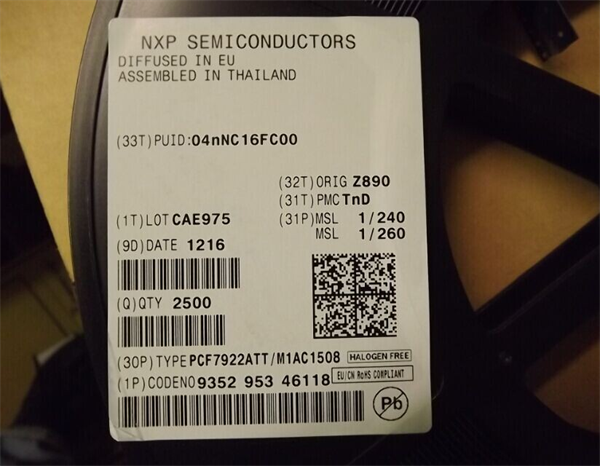 NXP SEMICONDUCTORS
DIFFUSED IN EU
ASSEMBLED IN THAILAND
(33T)PUID:04nNC16FC00
(32T)ORIG Z890
(31T)PMC TnD
(1T)LOT CAE975
(31P)MSL 1/240
MSL 1/260
(9D)DATE 1216
(Q)QTY 2500
(30P)TYPE PCF7922ATT/M1AC1508 HALOGEN FREE
(1P)CODENO 9352 953 46118 EU/CN RoHS COMPLIANT
Pb